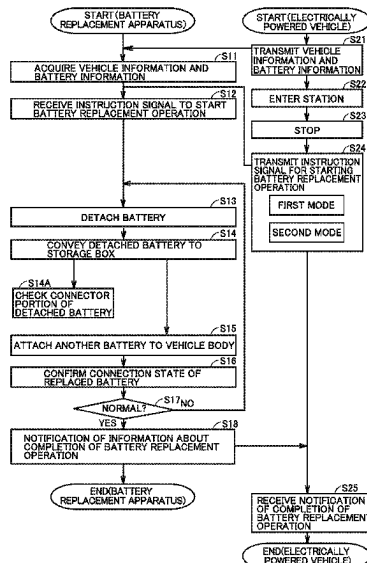 START(BATTERY
REPLACEMENT APPARATUS)
S11
ACQUIRE VEHICLE INFORMATION AND
BATTERY INFORMATION
S12
RECEIVE INSTRUCTION SIGNAL TO START
BATTERY REPLACEMENT OPERATION
S13
DETACH BATTERY
S14
CONVEY DETACHED BATTERY TO
STORAGE BOX
S14A
CHECK CONNECTOR
PORTION OF
DETACHED BATTERY
S15
ATTACH ANOTHER BATTERY TO VEHICLE BODY
S16
CONFIRM CONNECTION STATE OF
REPLACED BATTERY
S17
NORMAL?
NO
YES
S18
NOTIFICATION OF INFORMATION ABOUT
COMPLETION OF BATTERY REPLACEMENT
OPERATION
END(BATTERY
REPLACEMENT APPARATUS)
START(ELECTRICALLY
POWERED VEHICLE)
S21
TRANSMIT VEHICLE
INFORMATION AND
BATTERY INFORMATION
S22
ENTER STATION
S23
STOP
S24
TRANSMIT INSTRUCTION
SIGNAL FOR STARTING
BATTERY REPLACEMENT
OPERATION
FIRST MODE
SECOND MODE
S25
RECEIVE NOTIFICATION
OF COMPLETION OF
BATTERY REPLACEMENT
OPERATION
END(ELECTRICALLY
POWERED VEHICLE)